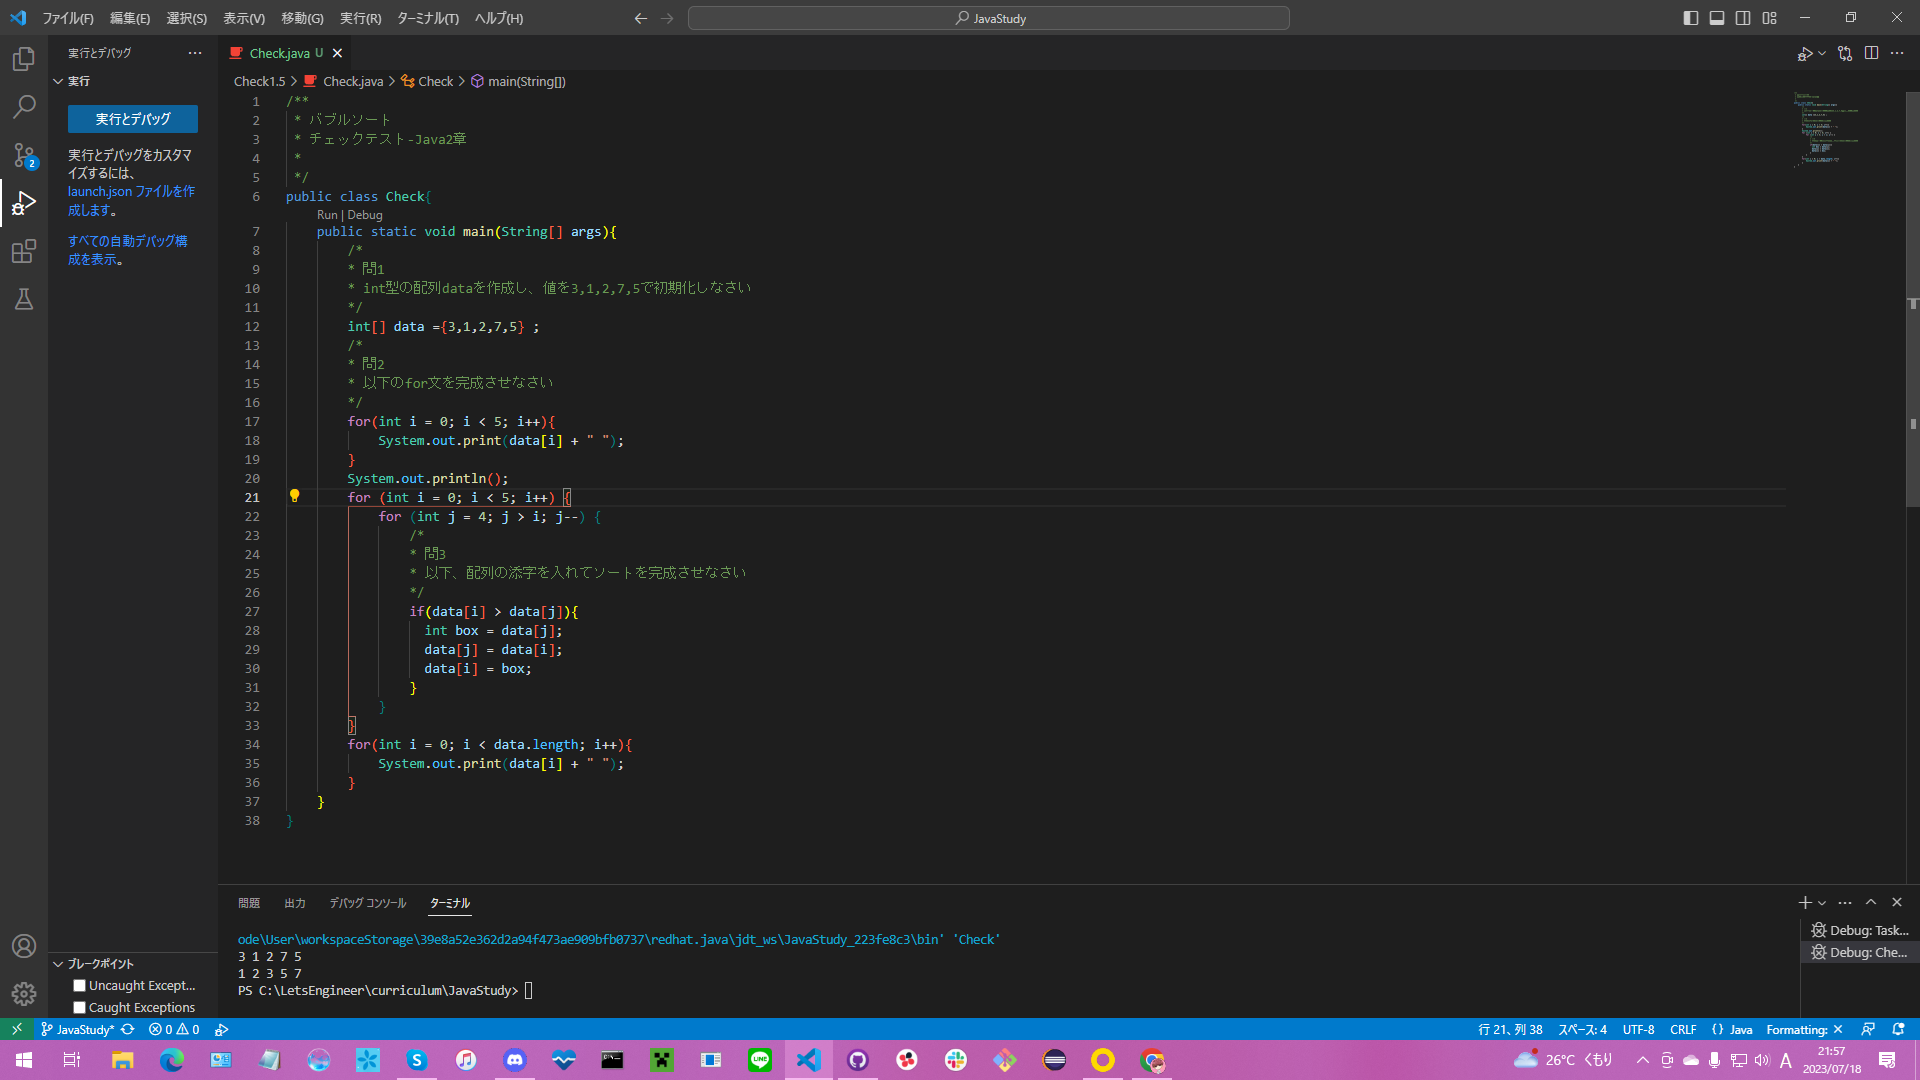 ファイル(F) 編集(E) 選択(S) 表示(V) 移動(G) 実行(R) ターミナル(T) ヘルプ(H)
JavaStudy
実行とデバッグ
Check.java U
実行
Check1.5 > Check.java > Check > main(String[])
実行とデバッグ
実行とデバッグをカスタマ
イズするには、
launch.json ファイルを作
成します。
すべての自動デバッグ構
成を表示。
1 /**
2 * バブルソート
3 * チェックテスト-Java2章
4 *
5 */
6 public class Check{
Run | Debug
7 public static void main(String[] args){
8 /*
9 * 問1
10 * int型の配列dataを作成し、値を3,1,2,7,5で初期化しなさい
11 */
12 int[] data ={3,1,2,7,5} ;
13 /*
14 * 問2
15 * 以下のfor文を完成させなさい
16 */
17 for(int i = 0; i < 5; i++){
18 System.out.print(data[i] + " ");
19 }
20 System.out.println();
21 for (int i = 0; i < 5; i++) {
22 for (int j = 4; j > i; j--) {
23 /*
24 * 問3
25 * 以下、配列の添字を入れてソートを完成させなさい
26 */
27 if(data[i] > data[j]){
28 int box = data[j];
29 data[j] = data[i];
30 data[i] = box;
31 }
32 }
33 }
34 for(int i = 0; i < data.length; i++){
35 System.out.print(data[i] + " ");
36 }
37 }
38 }
問題 出力 デバッグ コンソール ターミナル
ode\User\workspaceStorage\39e8a52e362d2a94f473ae909bfb0737\redhat.java\jdt_ws\JavaStudy_223fe8c3\bin' 'Check'
3 1 2 7 5
1 2 3 5 7
PS C:\LetsEngineer\curriculum\JavaStudy>
Debug: Task...
Debug: Che...
ブレークポイント
Uncaught Except...
Caught Exceptions
2
JavaStudy* 0 0
行 21、列 38 スペース: 4 UTF-8 CRLF {} Java Formatting: ✕
LINE
26°C くもり
A
21:57
2023/07/18